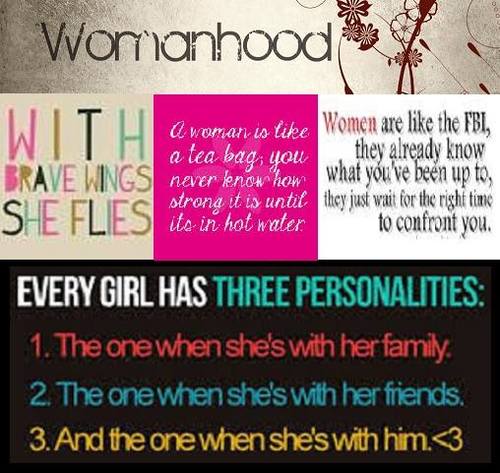 Womanhood
WITH
BRAVE WINGS
SHE FLIES
A woman is like
a tea bag, you
never know how
strong it is until
its in hot water.
Women are like the FBI,
they already know
what you've been up to,
they just wait for the right time
to confront you.
EVERY GIRL HAS THREE PERSONALITIES:
1. The one when she's with her family.
2. The one when she's with her friends.
3. And the one when she's with him.<3